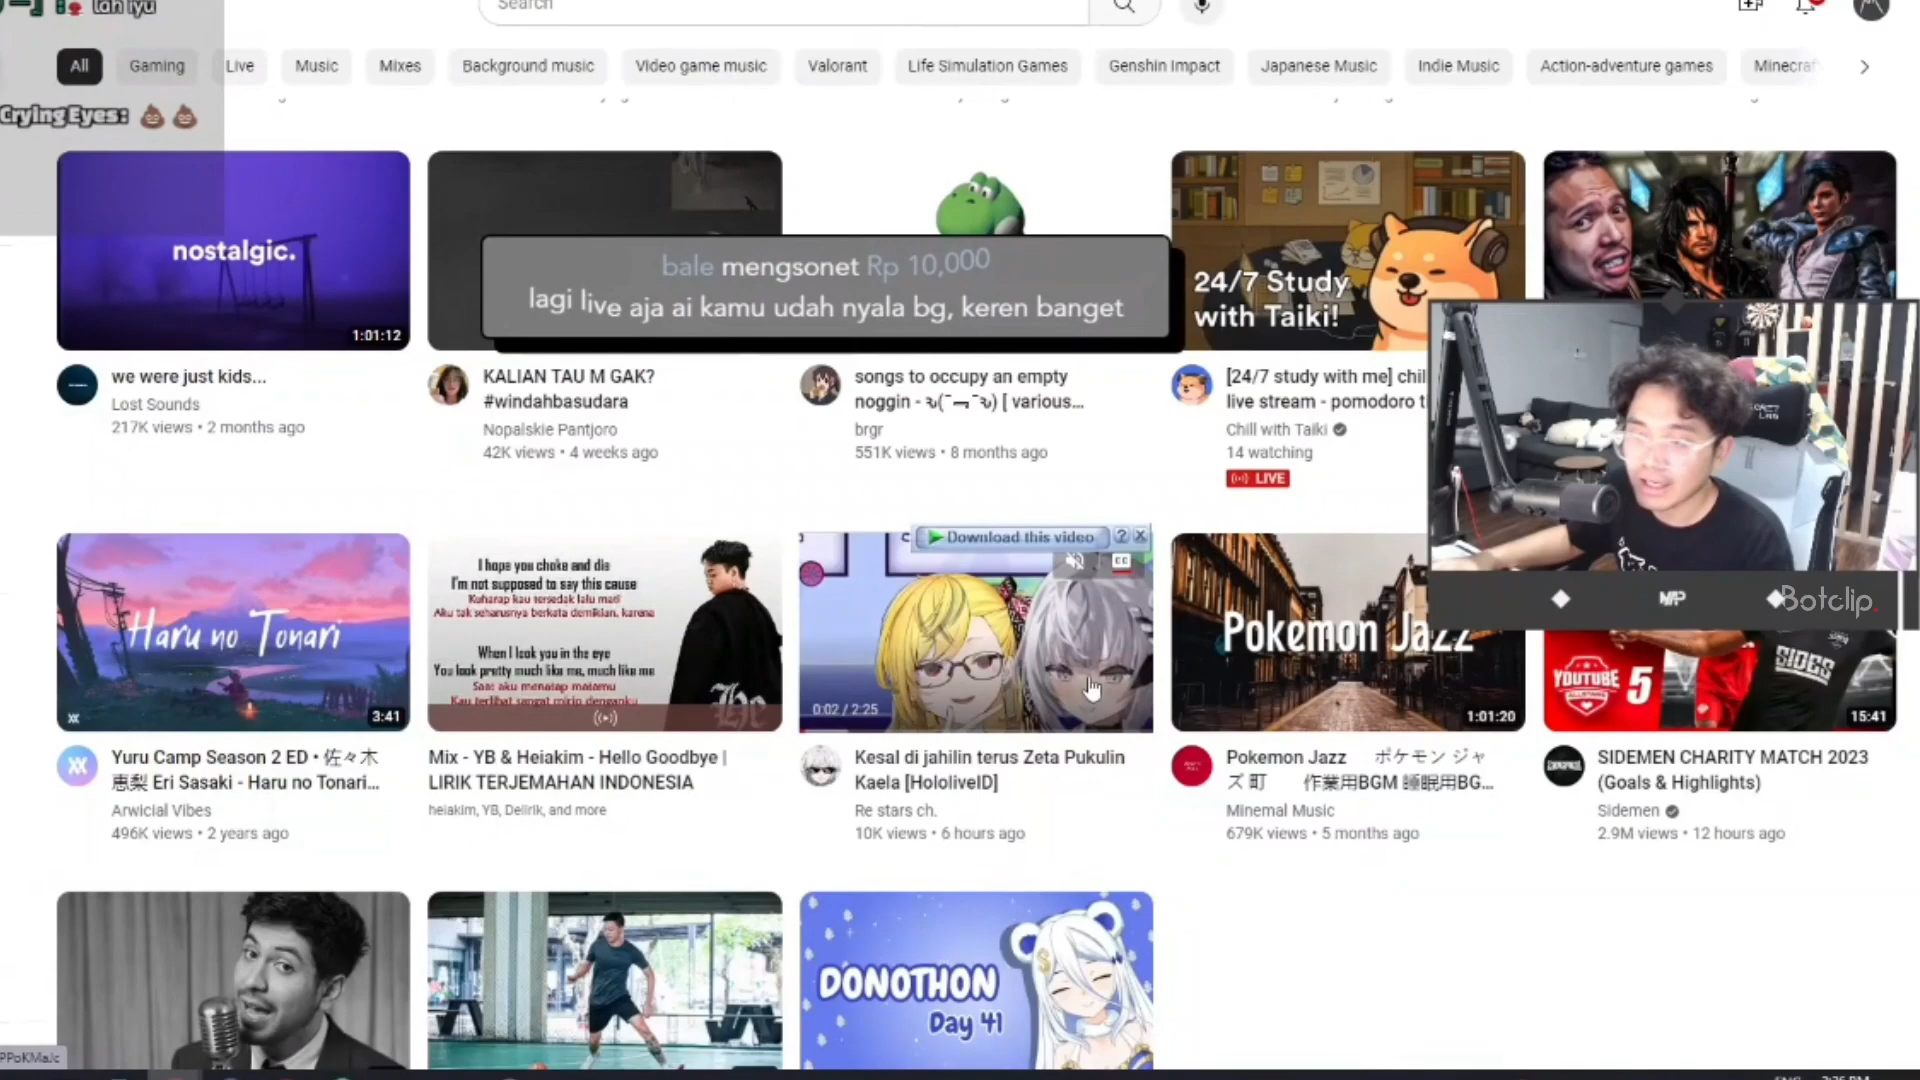 lah iyu
Search
All
Gaming
Live
Music
Mixes
Background music
Video game music
Valorant
Life Simulation Games
Genshin Impact
Japanese Music
Indie Music
Action-adventure games
Crying Eyes: 💩 💩
nostalgic.
1:01:12
bale mengsonet Rp 10,000
lagi live aja ai kamu udah nyala bg, keren banget
24/7 Study
with Taiki!
we were just kids...
Lost Sounds
217K views • 2 months ago
KALIAN TAU M GAK?
#windahbasudara
Nopalskie Pantjoro
42K views • 4 weeks ago
songs to occupy an empty
noggin - [ various...
brgr
551K views • 8 months ago
[24/7 study with me] chil
live stream - pomodoro t
Chill with Taiki
14 watching
LIVE
Botclip.
Haru no Tonari
3:41
I hope you choke and die
I'm not supposed to say this cause
Kuharap kau tersedak lalu mati
Aku tak seharusnya berkata demikian, karena
When I look you in the eye
You look pretty much like me, much like me
Saat aku menatap matamu
He
Download this video
CC
0:02 / 2:25
Pokemon Jazz
1:01:20
YOUTUBE
ALLSTARS
5
SIDES
15:41
Yuru Camp Season 2 ED • 佐々木
恵梨 Eri Sasaki - Haru no Tonari...
Arwicial Vibes
496K views • 2 years ago
Mix - YB & Heiakim - Hello Goodbye |
LIRIK TERJEMAHAN INDONESIA
heiakim, YB, Delirik, and more
Kesal di jahilin terus Zeta Pukulin
Kaela [HololiveID]
Re stars ch.
10K views • 6 hours ago
Pokemon Jazz ポケモン ジャ
ズ 町 作業用BGM 睡眠用BG...
Minemal Music
679K views • 5 months ago
SIDEMEN CHARITY MATCH 2023
(Goals & Highlights)
Sidemen
2.9M views • 12 hours ago
DONOTHON
Day 41